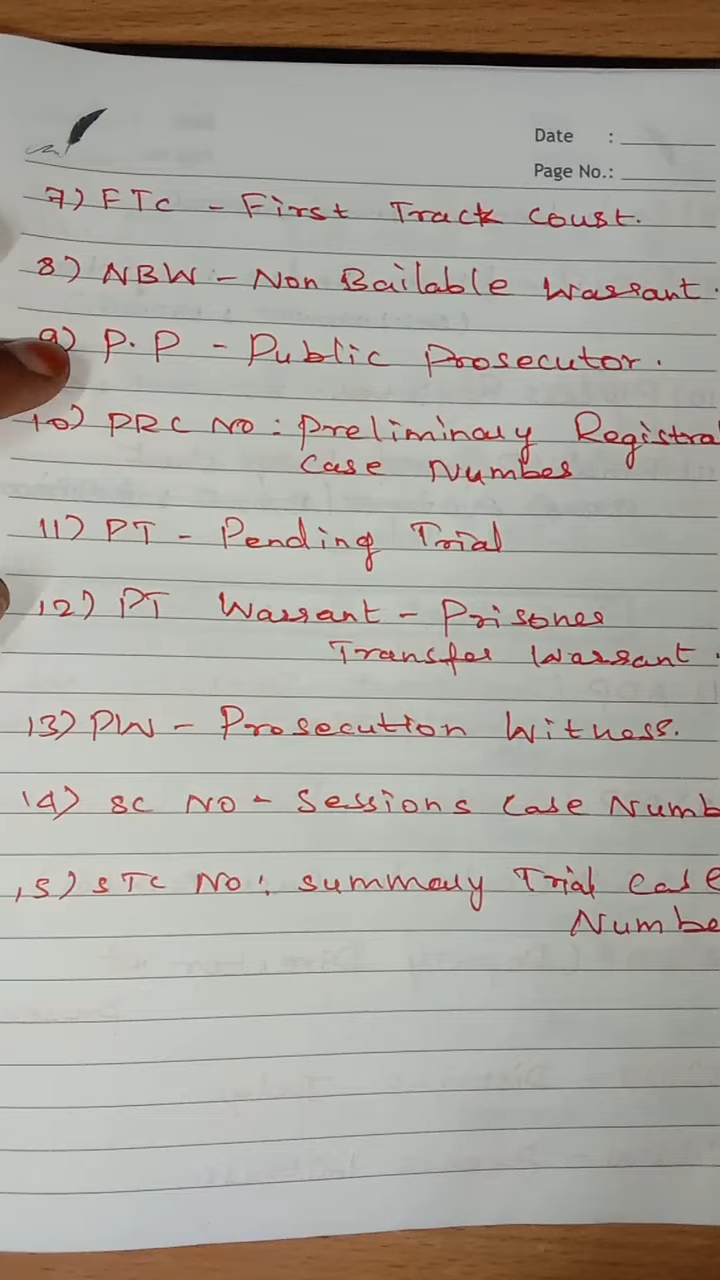 Date :
Page No.:
7) FTC - First Track Court.
8) NBW - Non Bailable Warrant.
9) P.P - Public Prosecutor.
10) PRC NO: Preliminary Registra
Case Number
11) PT - Pending Trial
12) PT Warrant - Prisoner
Transfer Warrant.
13) PW - Prosecution Witness.
14) SC NO - Sessions Case Numb
15) STC NO: Summary Trial Case
Numbe